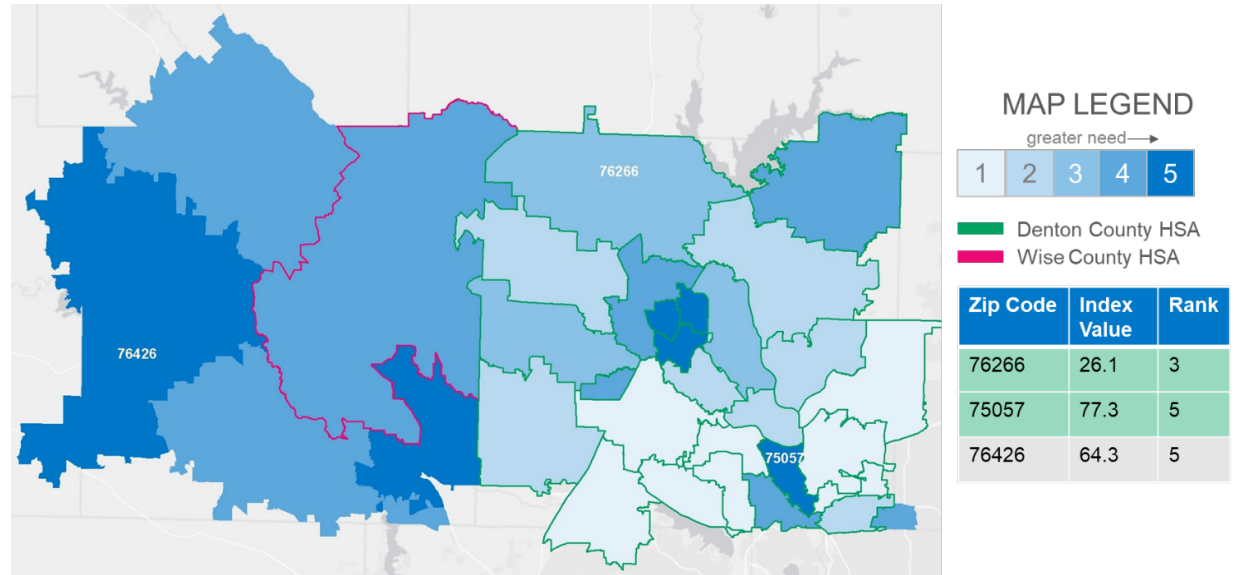 76266
76426
75057
MAP LEGEND
greater need
1 2 3 4 5
Denton County HSA
Wise County HSA
Zip Code Index Value Rank
76266 26.1 3
75057 77.3 5
76426 64.3 5